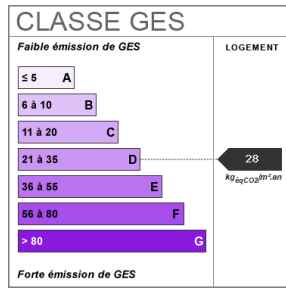 CLASSE GES
Faible émission de GES
LOGEMENT
≤ 5 A
6 à 10 B
11 à 20 C
21 à 35 D
28
kgéqCO2/m².an
36 à 55 E
56 à 80 F
> 80 G
Forte émission de GES